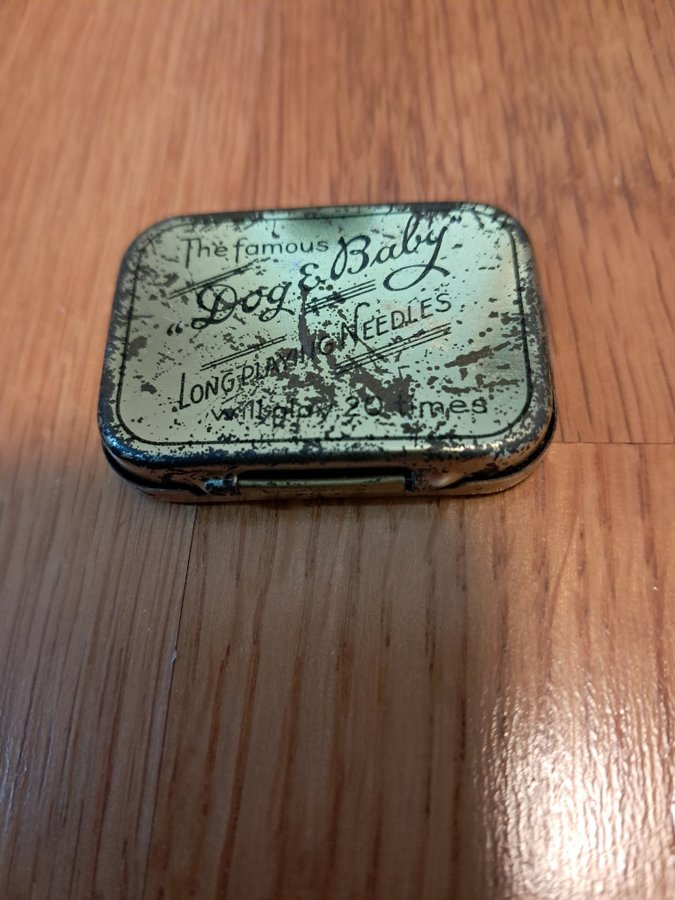 The famous
"Dog & Baby"
LONG PLAYING NEEDLES
will play 20 times